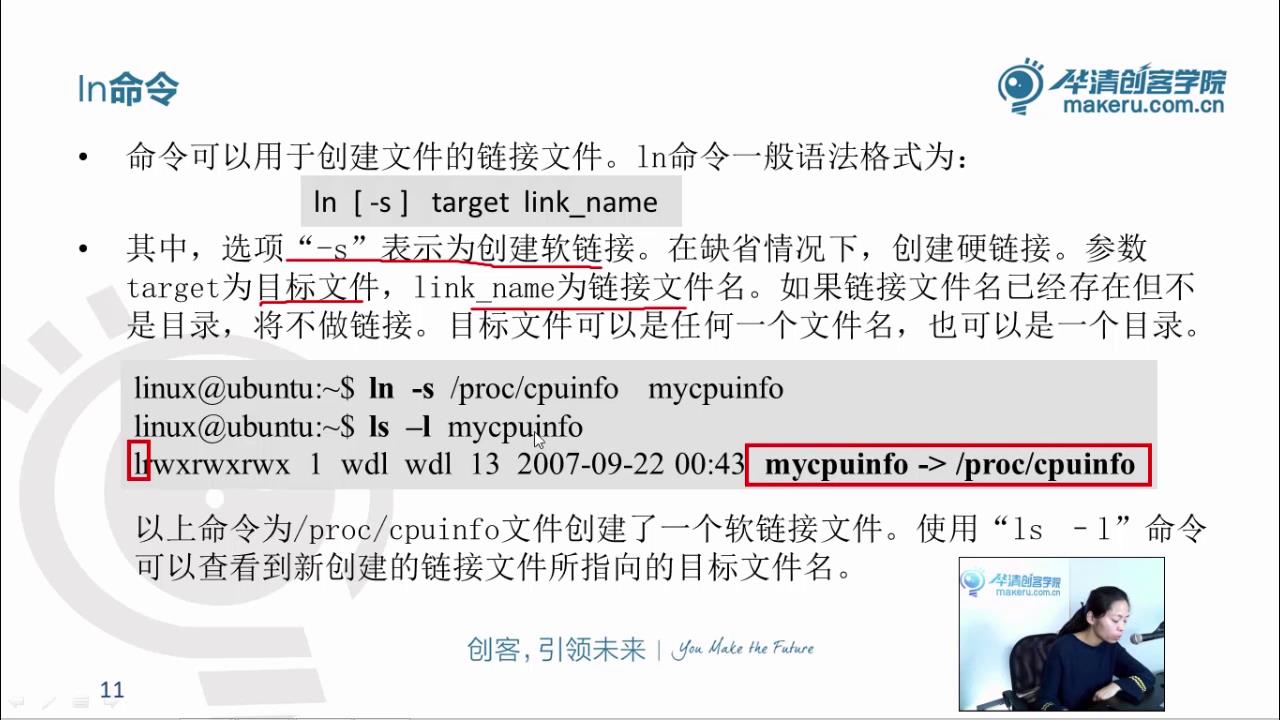 ln命令
华清创客学院
makeru.com.cn
• 命令可以用于创建文件的链接文件。ln命令一般语法格式为：
ln [ -s ] target link_name
• 其中，选项“-s”表示为创建软链接。在缺省情况下，创建硬链接。参数
target为目标文件，link_name为链接文件名。如果链接文件名已经存在但不
是目录，将不做链接。目标文件可以是任何一个文件名，也可以是一个目录。
linux@ubuntu:~$ ln -s /proc/cpuinfo mycpuinfo
linux@ubuntu:~$ ls –l mycpuinfo
lrwxrwxrwx 1 wdl wdl 13 2007-09-22 00:43 mycpuinfo -> /proc/cpuinfo
以上命令为/proc/cpuinfo文件创建了一个软链接文件。使用“ls –l”命令
可以查看到新创建的链接文件所指向的目标文件名。
华清创客学院
makeru.com.cn
创客，引领未来 | You Make the Future
11